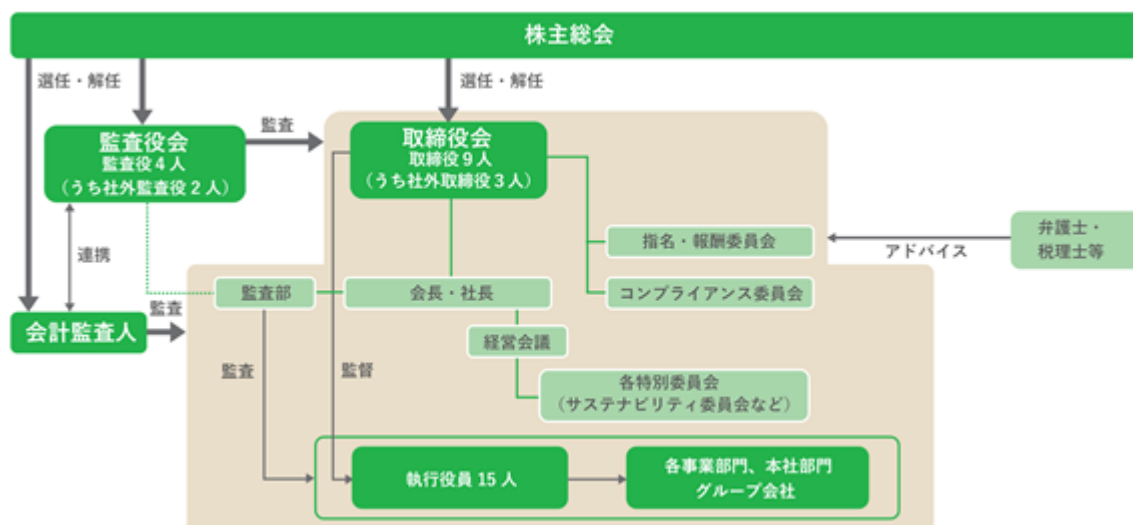 株主総会
選任・解任
選任・解任
監査役会
監査役4人
（うち社外監査役2人）
監査
取締役会
取締役9人
（うち社外取締役3人）
連携
指名・報酬委員会
アドバイス
弁護士・
税理士等
監査部
会長・社長
コンプライアンス委員会
会計監査人
監査
経営会議
監査
監督
各特別委員会
（サステナビリティ委員会など）
執行役員15人
各事業部門、本社部門
グループ会社